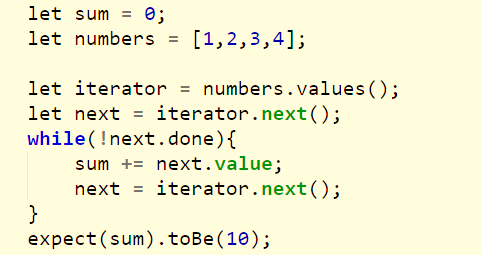 let sum = 0;
let numbers = [1,2,3,4];
let iterator = numbers.values();
let next = iterator.next();
while(!next.done){
    sum += next.value;
    next = iterator.next();
}
expect(sum).toBe(10);